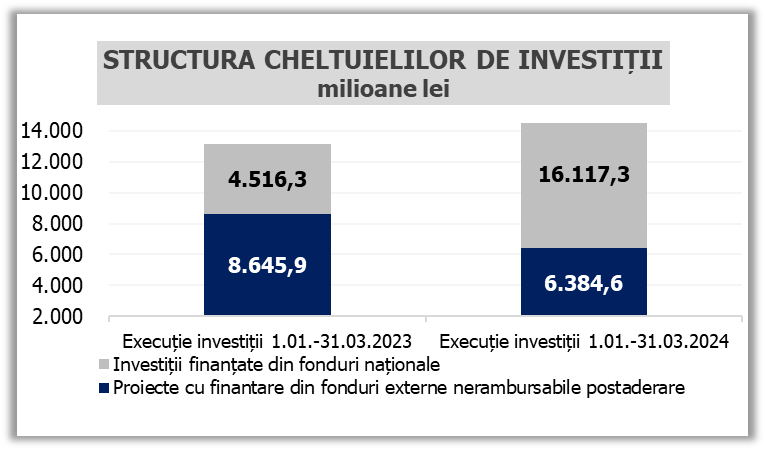 STRUCTURA CHELTUIELILOR DE INVESTIȚII
milioane lei
14.000
12.000
10.000
8.000
6.000
4.000
2.000
4.516,3
8.645,9
16.117,3
6.384,6
Execuție investiții 1.01.-31.03.2023
Execuție investiții 1.01.-31.03.2024
Investiții finanțate din fonduri naționale
Proiecte cu finantare din fonduri externe nerambursabile postaderare